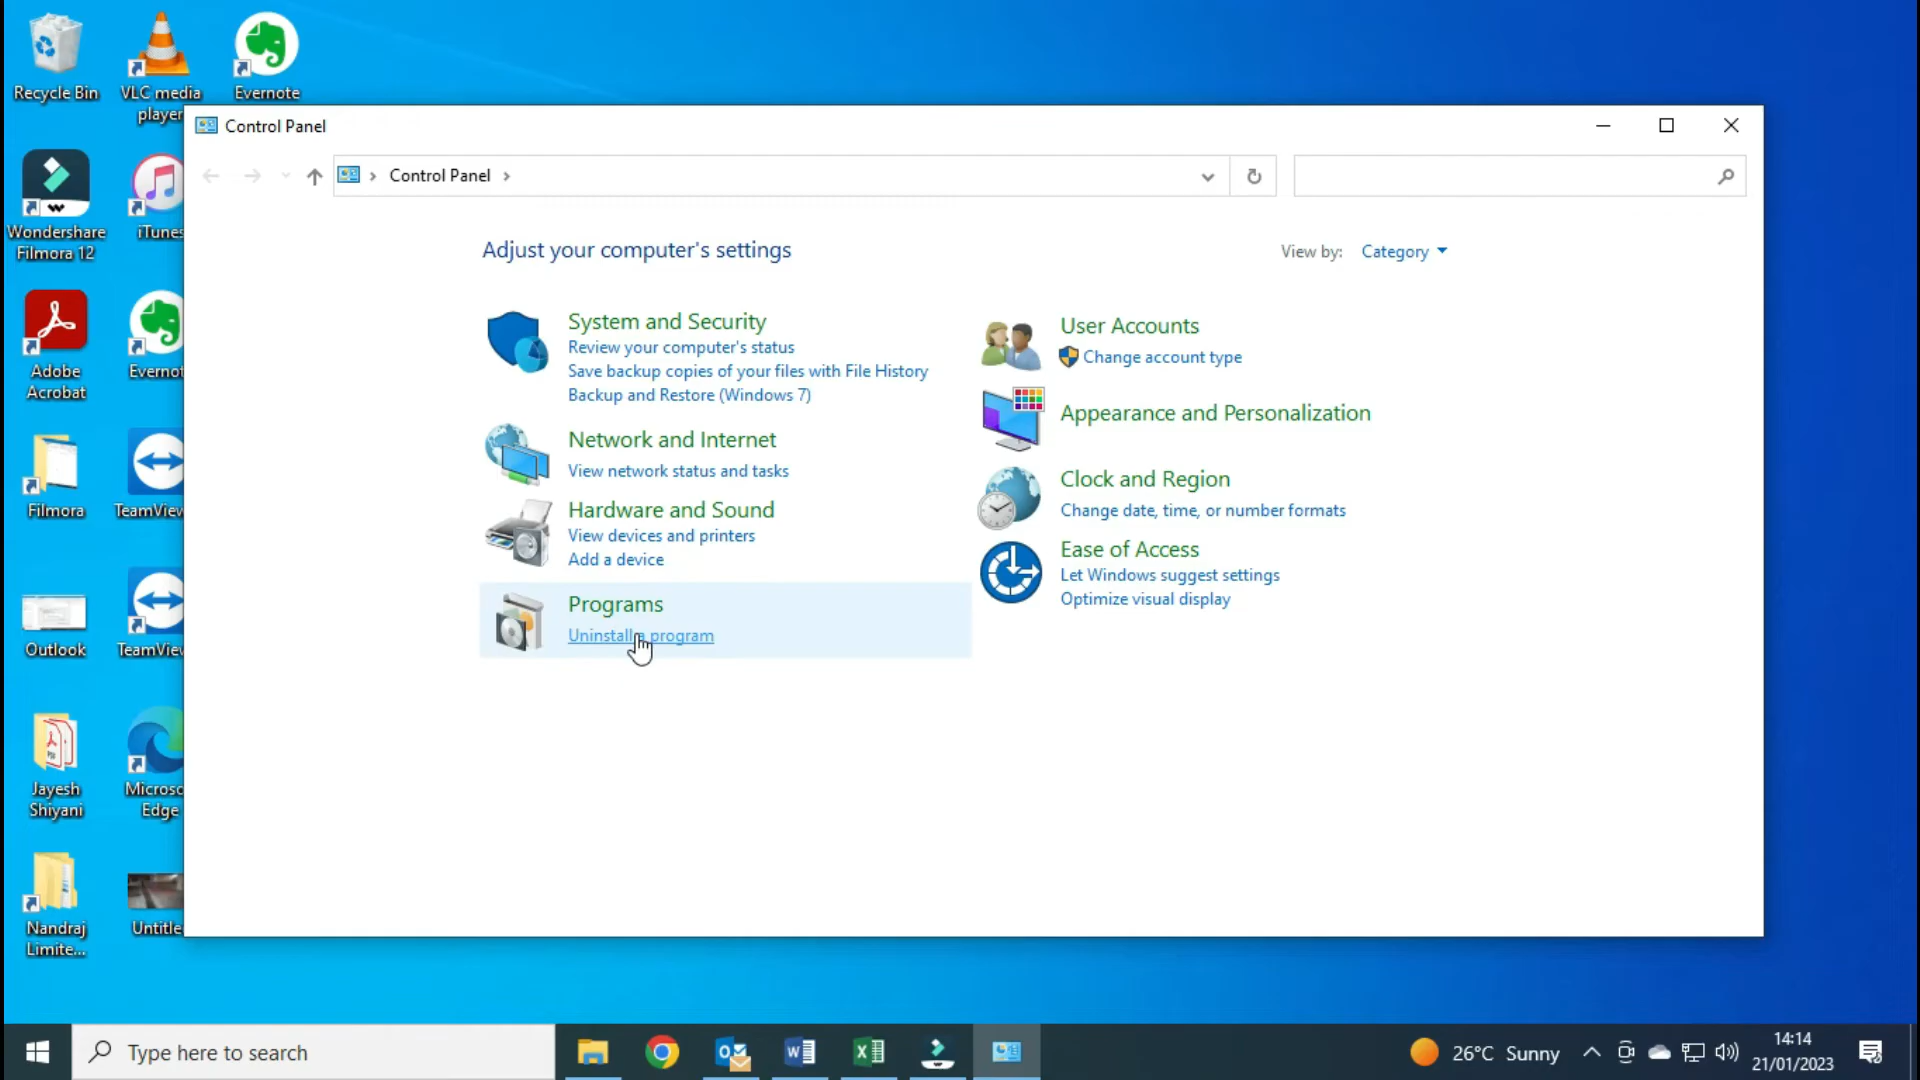 Recycle Bin
VLC media
player
Evernote
Wondershare
Filmora 12
iTunes
Adobe
Acrobat
Evernot
Filmora
TeamView
Outlook
TeamView
Jayesh
Shiyani
Microso
Edge
Nandraj
Limite...
Untitle
Control Panel
Control Panel
Adjust your computer's settings
View by: Category
System and Security
Review your computer's status
Save backup copies of your files with File History
Backup and Restore (Windows 7)
Network and Internet
View network status and tasks
Hardware and Sound
View devices and printers
Add a device
Programs
Uninstall a program
User Accounts
Change account type
Appearance and Personalization
Clock and Region
Change date, time, or number formats
Ease of Access
Let Windows suggest settings
Optimize visual display
Type here to search
26°C Sunny
14:14
21/01/2023